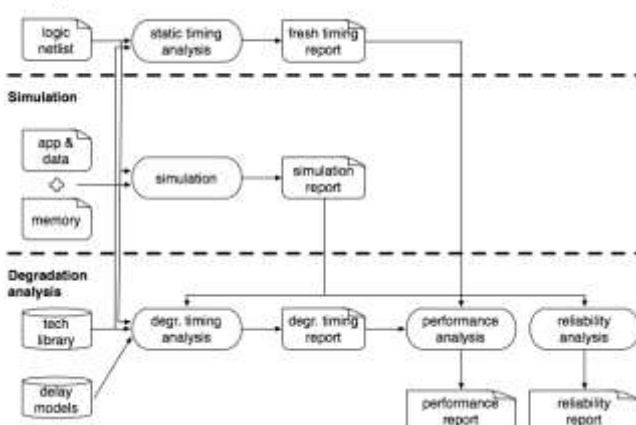 logic
netlist
static timing
analysis
fresh timing
report
Simulation
app &
data
memory
simulation
simulation
report
Degradation
analysis
tech
library
degr. timing
analysis
degr. timing
report
performance
analysis
reliability
analysis
delay
models
performance
report
reliability
report